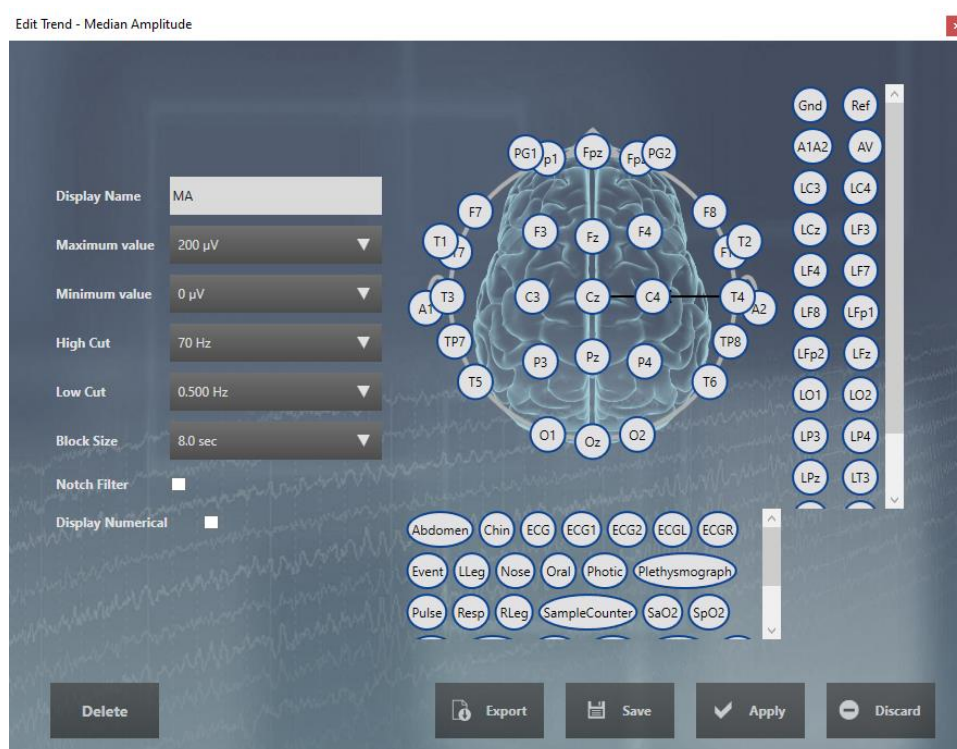 Edit Trend - Median Amplitude
Display Name MA
Maximum value 200 µV
Minimum value 0 µV
High Cut 70 Hz
Low Cut 0.500 Hz
Block Size 8.0 sec
Notch Filter
Display Numerical
PG1 p1 Fpz Fp2 PG2
F7 F8
F3 Fz F4
T1 T2
T3 C3 Cz C4 T4
A1 A2
TP7 TP8
P3 Pz P4
T5 T6
O1 Oz O2
Gnd Ref
A1A2 AV
LC3 LC4
LCz LF3
LF4 LF7
LF8 LFp1
LFp2 LFz
LO1 LO2
LP3 LP4
LPz LT3
Abdomen Chin ECG ECG1 ECG2 ECGL ECGR
Event LLeg Nose Oral Photic Plethysmograph
Pulse Resp RLeg SampleCounter SaO2 SpO2
Delete Export Save Apply Discard